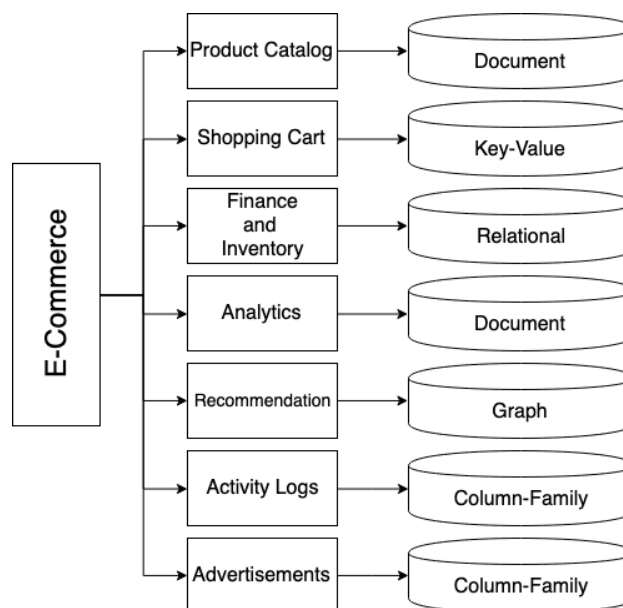 E-Commerce
Product Catalog
Document
Shopping Cart
Key-Value
Finance
and
Inventory
Relational
Analytics
Document
Recommendation
Graph
Activity Logs
Column-Family
Advertisements
Column-Family